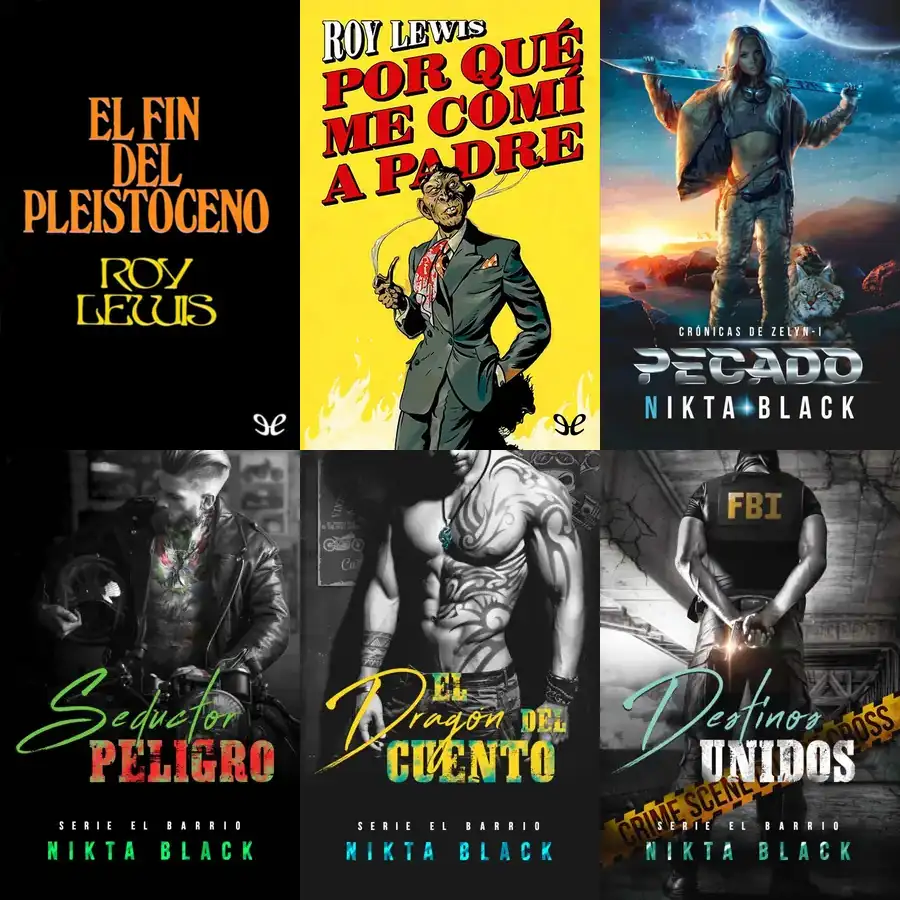 EL FIN
DEL
PLEISTOCENO
ROY
LEWIS
ROY LEWIS
POR QUÉ
ME COMÍ
A PADRE
CRÓNICAS DE ZELYN-I
PECADO
NIKTA BLACK
Seductor
PELIGRO
SERIE EL BARRIO
NIKTA BLACK
EL
Dragón DEL
CUENTO
SERIE EL BARRIO
NIKTA BLACK
FBI
Destinos
UNIDOS
CROSS
CRIME SCENE
SERIE EL BARRIO
NIKTA BLACK